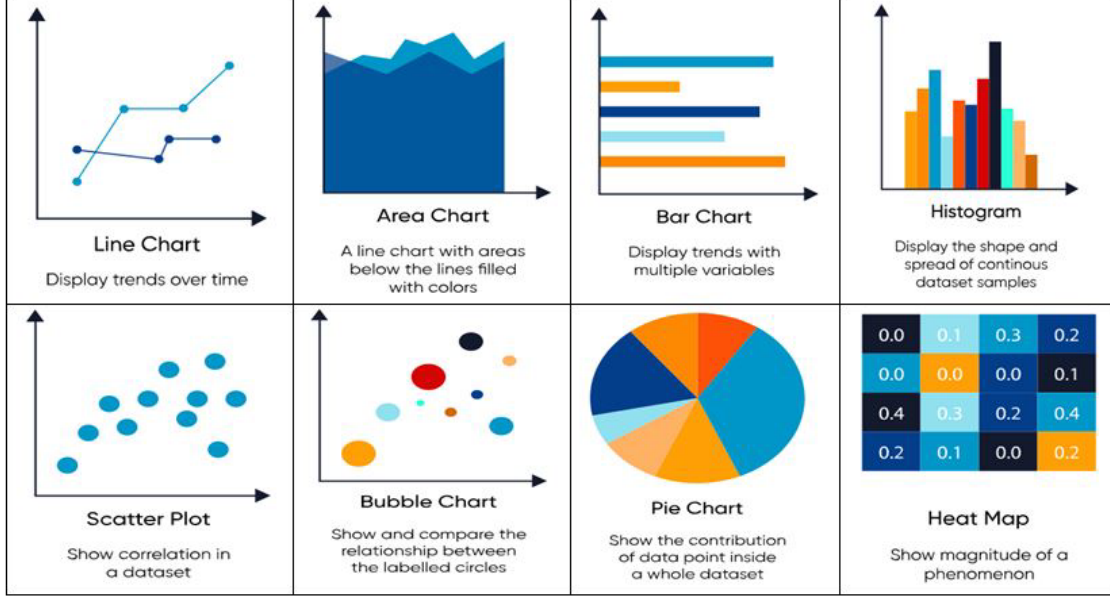 Line Chart
Display trends over time
Area Chart
A line chart with areas
below the lines filled
with colors
Bar Chart
Display trends with
multiple variables
Histogram
Display the shape and
spread of continous
dataset samples
Scatter Plot
Show correlation in
a dataset
Bubble Chart
Show and compare the
relationship between
the labelled circles
Pie Chart
Show the contribution
of data point inside
a whole dataset
0.0 0.1 0.3 0.2
0.0 0.0 0.0 0.1
0.4 0.3 0.2 0.4
0.2 0.1 0.0 0.2
Heat Map
Show magnitude of a
phenomenon